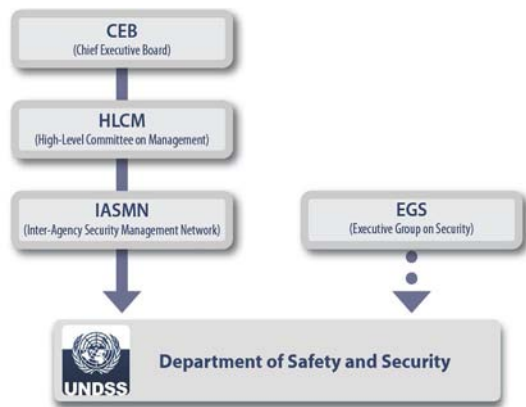 CEB
(Chief Executive Board)
HLCM
(High-Level Committee on Management)
IASMN
(Inter-Agency Security Management Network)
EGS
(Executive Group on Security)
UNDSS
Department of Safety and Security